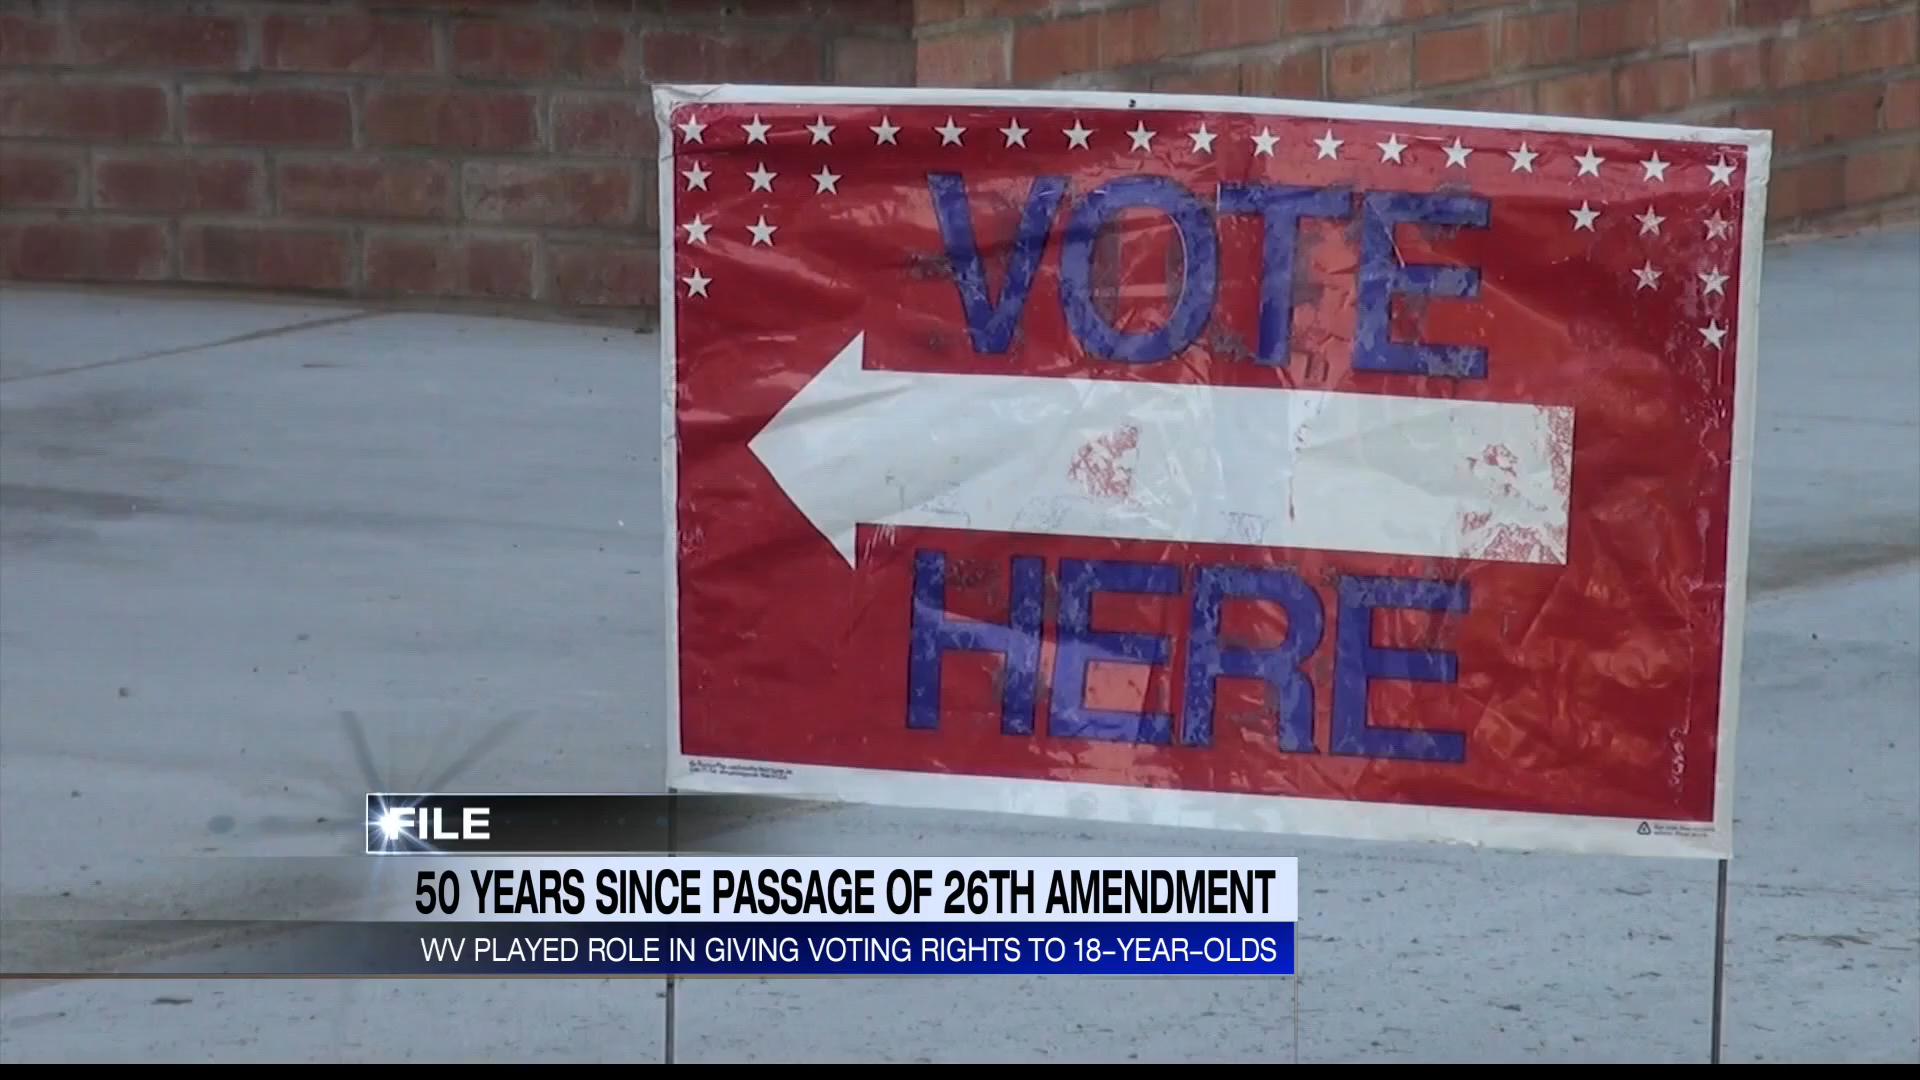 VOTE
HERE
FILE
50 YEARS SINCE PASSAGE OF 26TH AMENDMENT
WV PLAYED ROLE IN GIVING VOTING RIGHTS TO 18-YEAR-OLDS